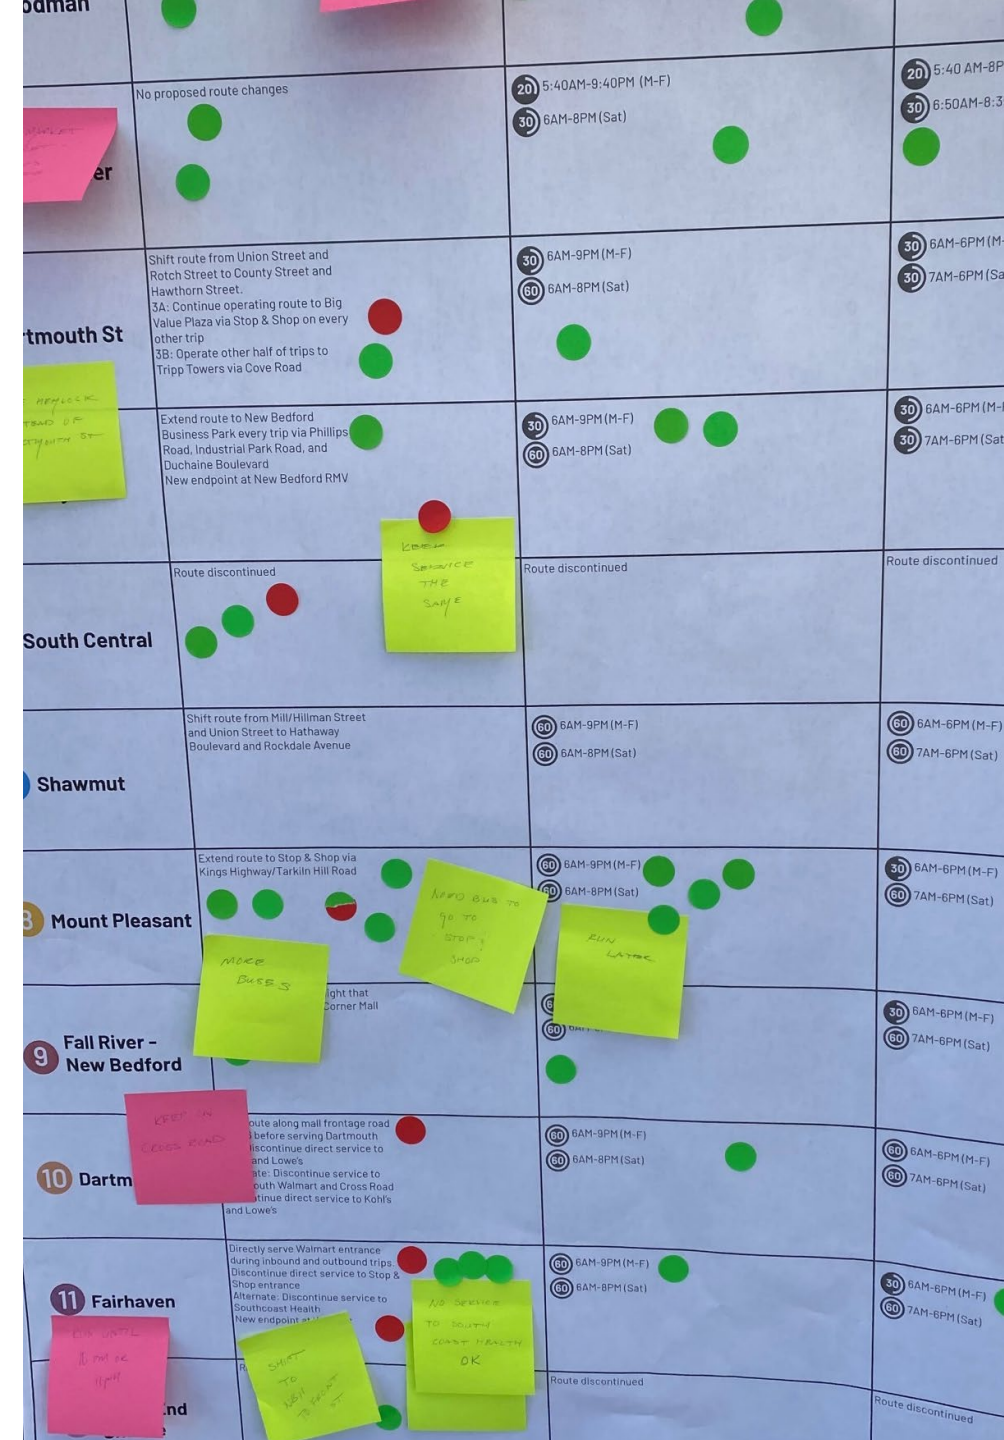 odman
er
No proposed route changes
20 5:40AM-9:40PM (M-F)
30 6AM-8PM (Sat)
20 5:40 AM-8P
30 6:50AM-8:3
tmouth St
Shift route from Union Street and
Rotch Street to County Street and
Hawthorn Street.
3A: Continue operating route to Big
Value Plaza via Stop & Shop on every
other trip
3B: Operate other half of trips to
Tripp Towers via Cove Road
30 6AM-9PM (M-F)
60 6AM-8PM (Sat)
30 6AM-6PM (M-
30 7AM-6PM (Sa
HEMLOCK
Extend route to New Bedford
Business Park every trip via Phillips
Road, Industrial Park Road, and
Duchaine Boulevard
New endpoint at New Bedford RMV
KEEP
SERVICE
THE
SAME
30 6AM-9PM (M-F)
60 6AM-8PM (Sat)
30 6AM-6PM (M-
30 7AM-6PM (Sat
South Central
Route discontinued
Route discontinued
Route discontinued
Shawmut
Shift route from Mill/Hillman Street
and Union Street to Hathaway
Boulevard and Rockdale Avenue
60 6AM-9PM (M-F)
60 6AM-8PM (Sat)
60 6AM-6PM (M-F)
60 7AM-6PM (Sat)
8 Mount Pleasant
Extend route to Stop & Shop via
Kings Highway/Tarkiln Hill Road
MORE
BUSES
NEED BUS TO
GO TO
STOP &
SHOP
60 6AM-9PM (M-F)
60 6AM-8PM (Sat)
RUN
LATER
30 6AM-6PM (M-F)
60 7AM-6PM (Sat)
9 Fall River -
New Bedford
ight that
Corner Mall
60
30 6AM-6PM (M-F)
60 7AM-6PM (Sat)
KEEP ON
CROSS ROAD
10 Dartm
oute along mall frontage road
before serving Dartmouth
iscontinue direct service to
and Lowe's
ate: Discontinue service to
outh Walmart and Cross Road
tinue direct service to Kohl's
and Lowe's
60 6AM-9PM (M-F)
60 6AM-8PM (Sat)
60 6AM-6PM (M-F)
60 7AM-6PM (Sat)
11 Fairhaven
Directly serve Walmart entrance
during inbound and outbound trips.
Discontinue direct service to Stop &
Shop entrance
Alternate: Discontinue service to
Southcoast Health
New endpoint
NO SERVICE
TO SOUTH
COAST HEALTH
OK
60 6AM-9PM (M-F)
60 6AM-8PM (Sat)
30 6AM-6PM (M-F)
60 7AM-6PM (Sat)
UNTIL
11PM
SHIFT
TO
FRONT
ST
nd
R
Route discontinued
Route discontinued